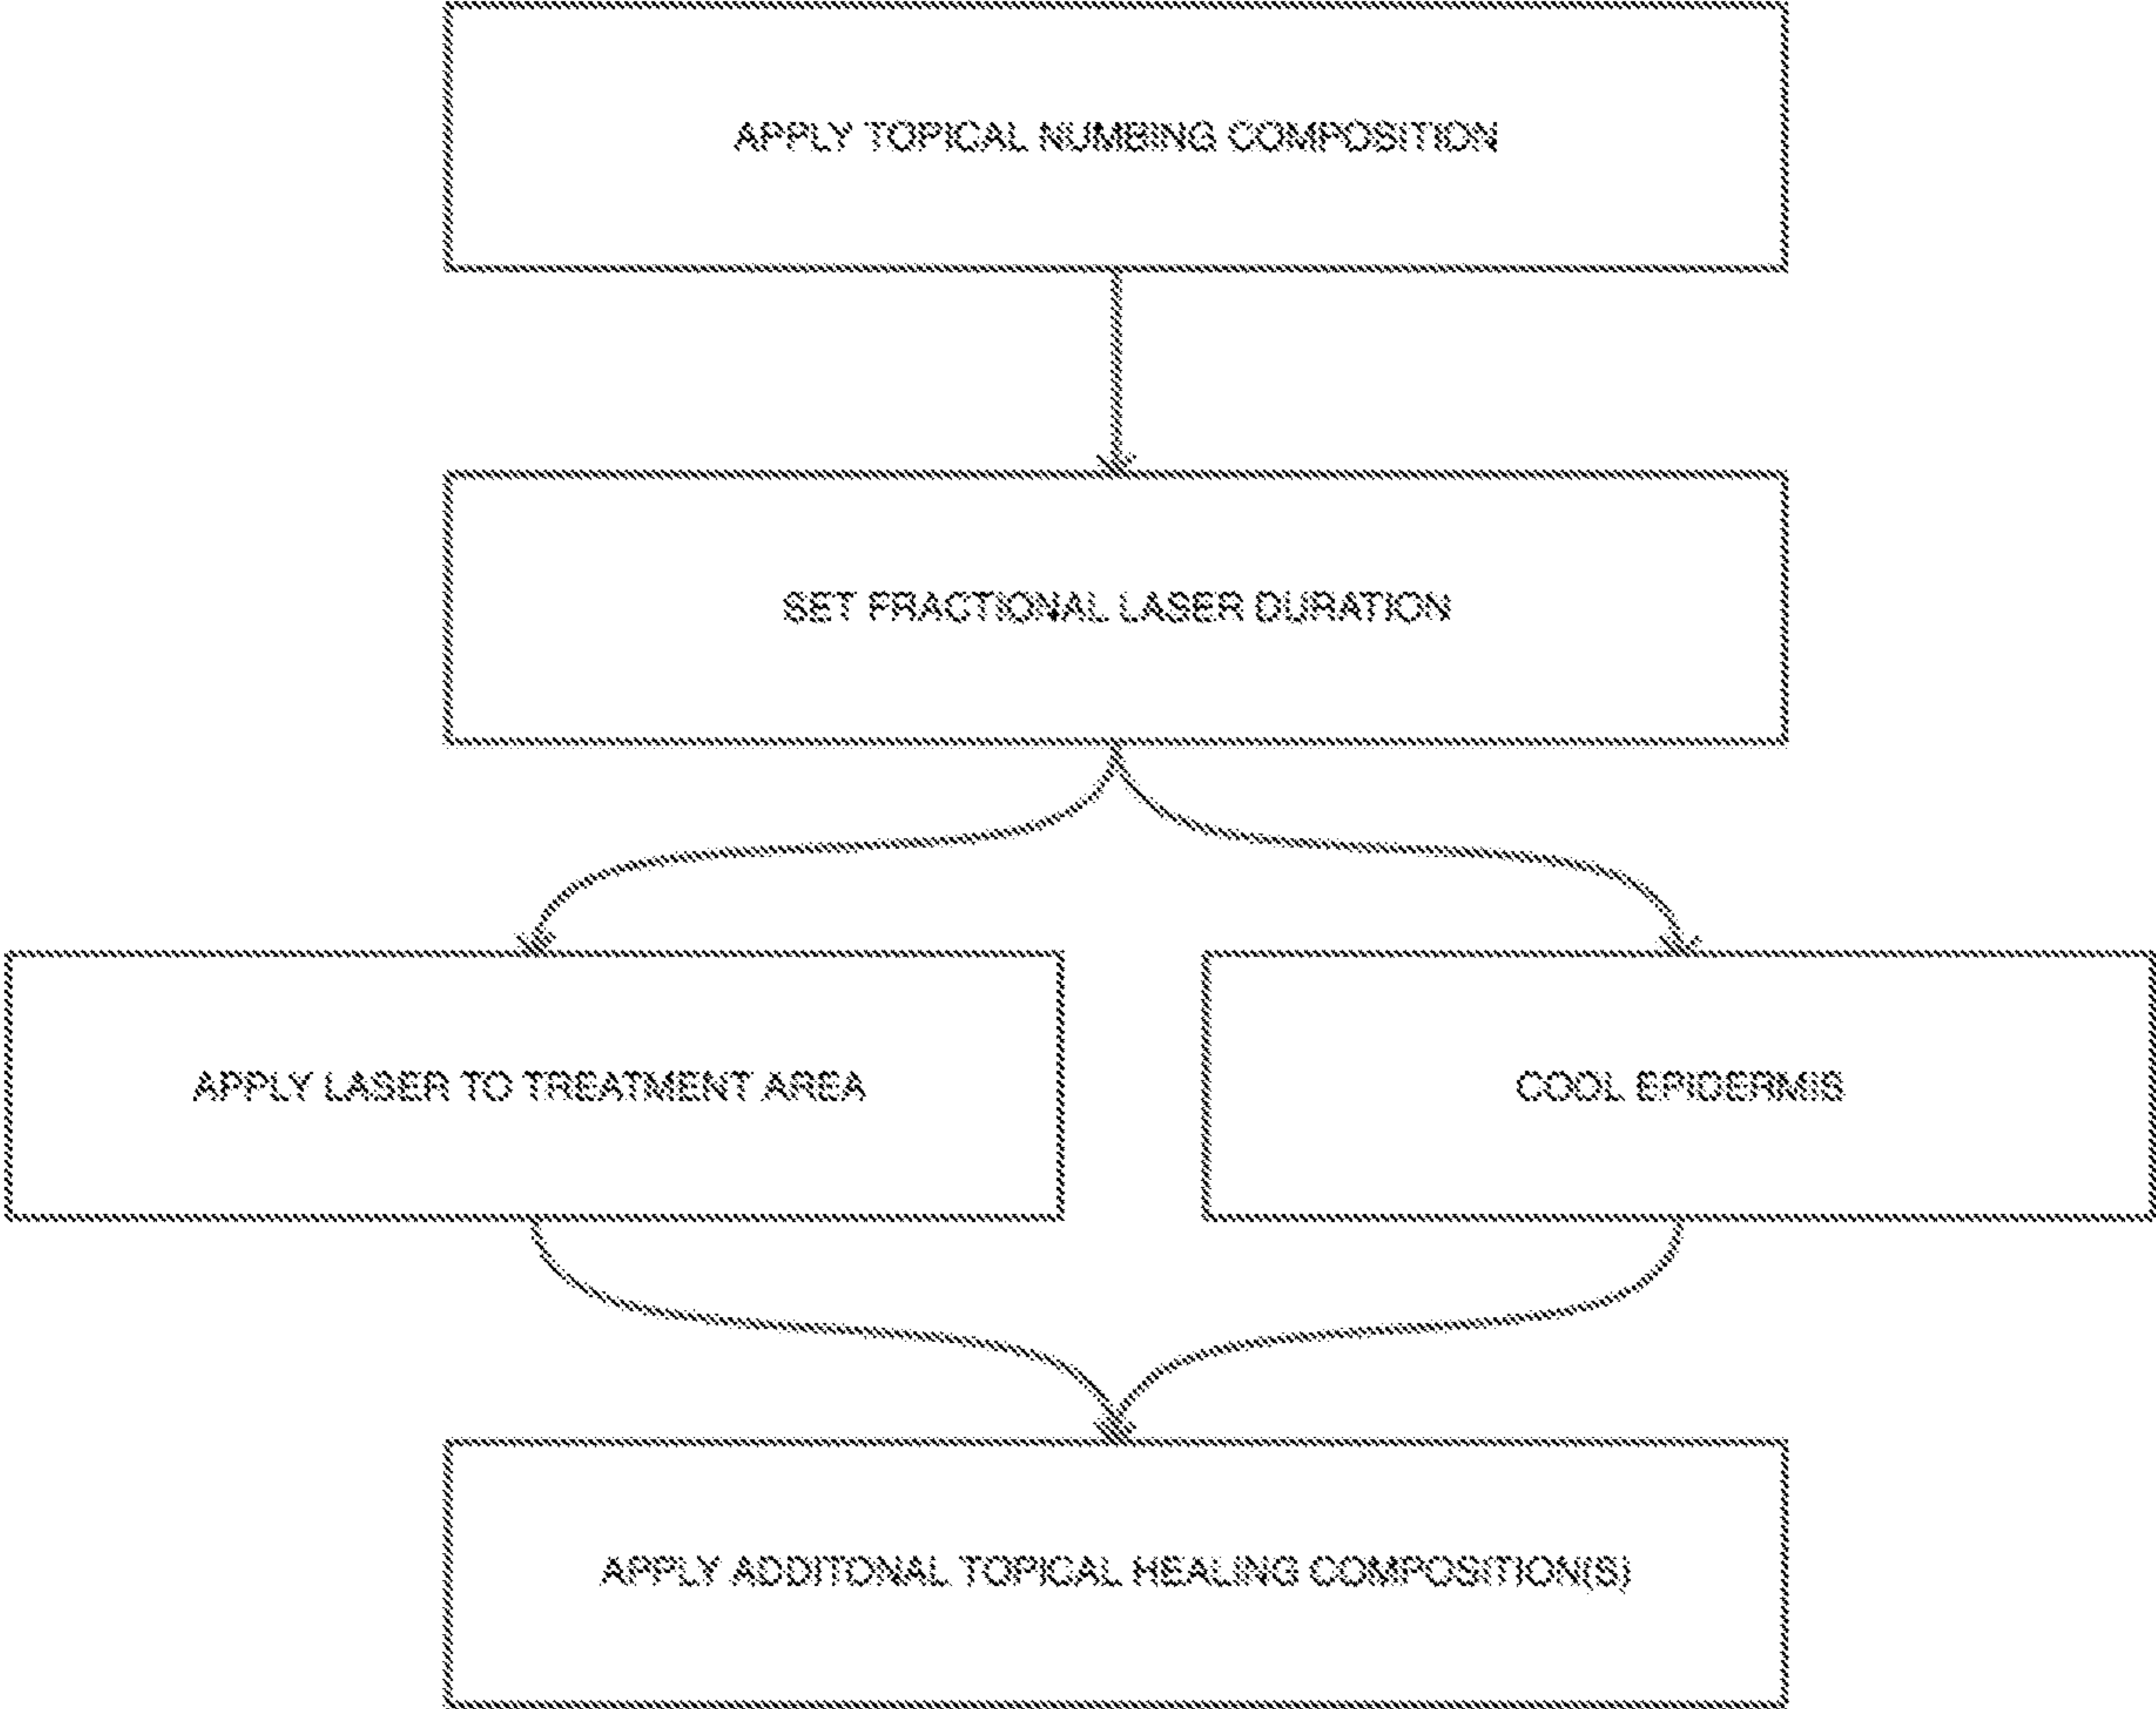 APPLY TOPICAL NUMBING COMPOSITION
SET FRACTIONAL LASER DURATION
APPLY LASER TO TREATMENT AREA
COOL EPIDERMIS
APPLY ADDITONAL TOPICAL HEALING COMPOSITION(S)